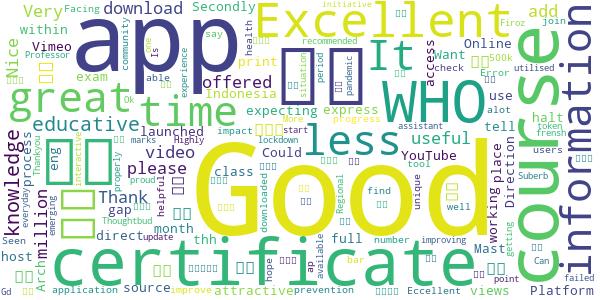 Very
Facing
download
Secondly
Excellent
initiative
Firoz
add
join
Nice
Vimeo
Professor
within
community
one
Is
app
say
health
It
recommended
Want
Online
500k
Error
utilised
exam
able
experience
print
situation
period
pandemic
access
check
offered
Indonesia
great
Ok
time
expecting
express
WHO
use
alot
halt
token
frensh
course
information
educative
launched
Highly
More
progress
less
useful
tell
users
knowledge
process
everyday
eng
properly
interactive
marks
impact
start
Could
lockdown
assistant
YouTube
place
working
Direction
Suberb
million
Thank
Thankyou
video
please
class
Good
Regional
downloaded
tool
find
unique
well
emerging
proud
gap
helpful
direct
update
month
thh
full
number
improving
Mast
getting
Can
Seen
host
Arch
Thoughtbud
certificate
hope
app
available
bar
views
point
failed
Platform
Gd
application
source
improve
attractive
prevention
Eccellent